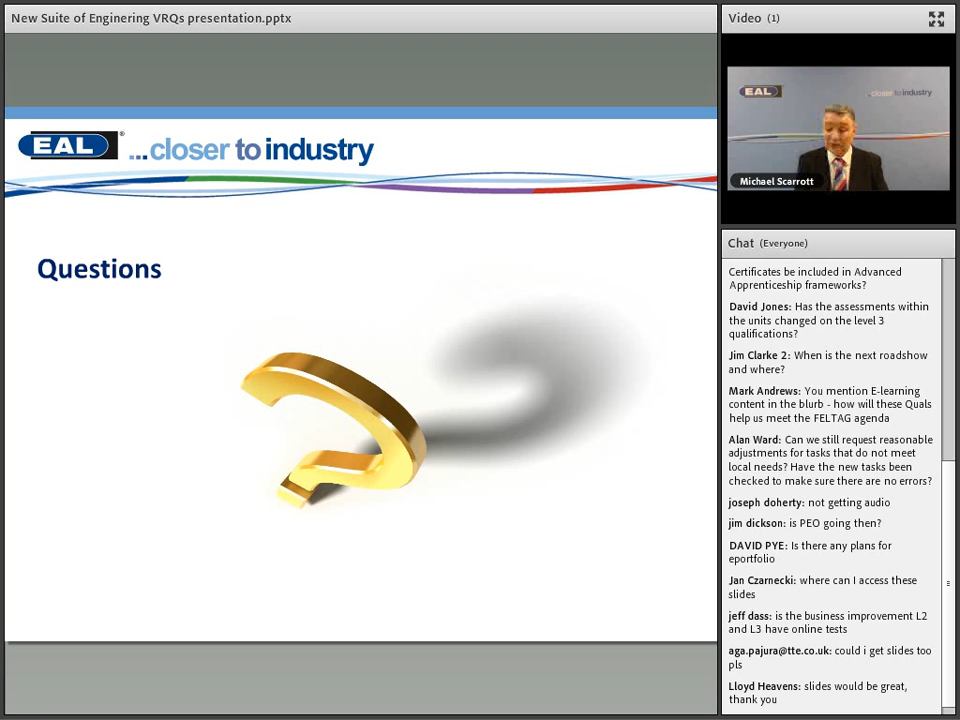 New Suite of Enginering VRQs presentation.pptx
EAL ® ...closer to industry
Questions
Video (1)
EAL ...closer to industry
Michael Scarrott
Chat (Everyone)
Certificates be included in Advanced
Apprenticeship frameworks?
David Jones: Has the assessments within
the units changed on the level 3
qualifications?
Jim Clarke 2: When is the next roadshow
and where?
Mark Andrews: You mention E-learning
content in the blurb - how will these Quals
help us meet the FELTAG agenda
Alan Ward: Can we still request reasonable
adjustments for tasks that do not meet
local needs? Have the new tasks been
checked to make sure there are no errors?
joseph doherty: not getting audio
jim dickson: is PEO going then?
DAVID PYE: Is there any plans for
eportfolio
Jan Czarnecki: where can I access these
slides
jeff dass: is the business improvement L2
and L3 have online tests
aga.pajura@tte.co.uk: could i get slides too
pls
Lloyd Heavens: slides would be great,
thank you